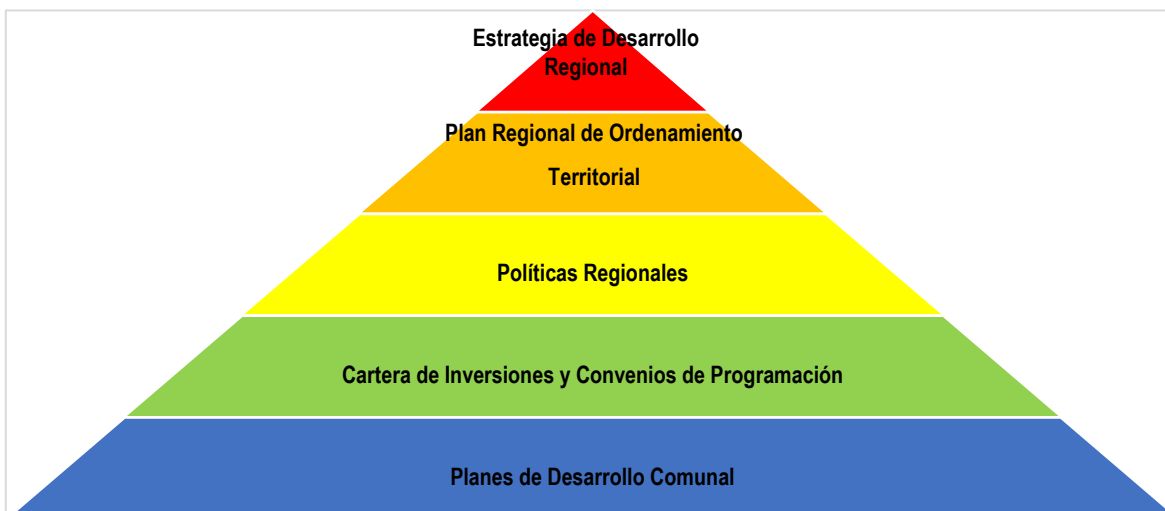 Estrategia de Desarrollo
Regional
Plan Regional de Ordenamiento
Territorial
Políticas Regionales
Cartera de Inversiones y Convenios de Programación
Planes de Desarrollo Comunal